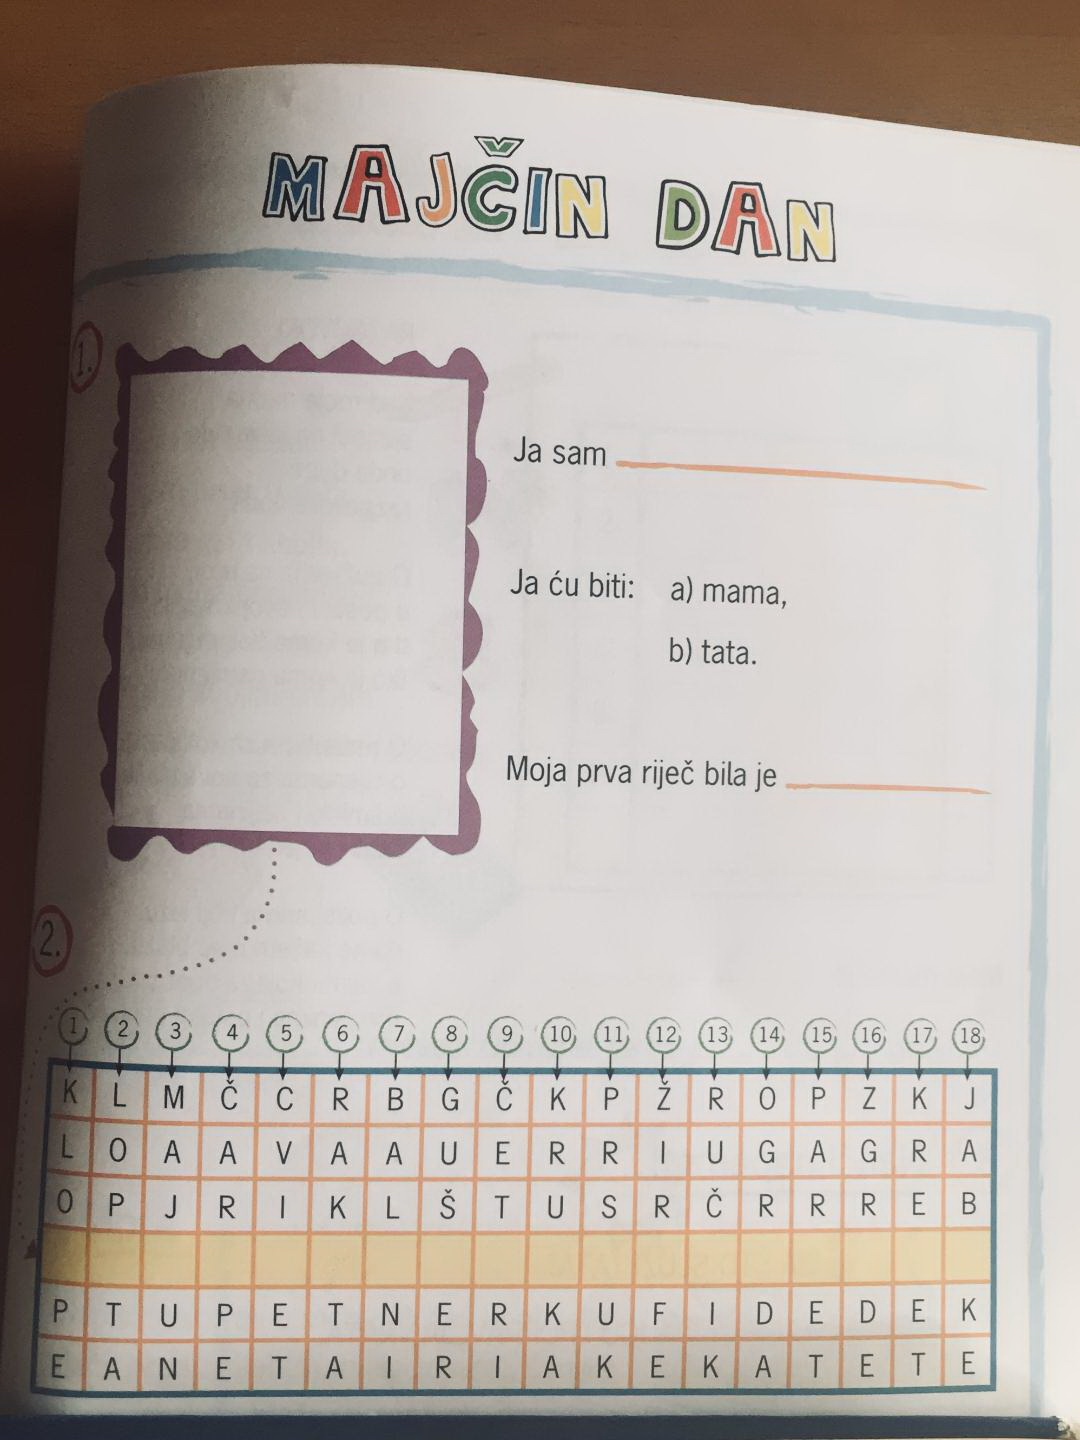 MAJČIN DAN
1.
Ja sam
Ja ću biti: a) mama,
b) tata.
Moja prva riječ bila je
2.
1 2 3 4 5 6 7 8 9 10 11 12 13 14 15 16 17 18
K L M Č C R B G Č K P Ž R O P Z K J
L O A A V A A U E R R I U G A G R A
O P J R I K L Š T U S R Č R R R E B
P T U P E T N E R K U F I D E D E K
E A N E T A I R I A K E K A T E T E